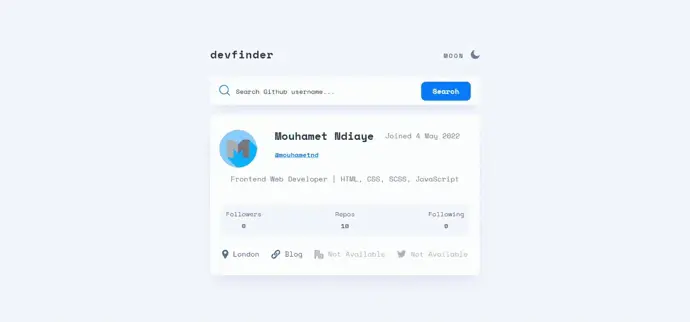 devfinder
MOON
Search Github username...
Search
Mouhamet Ndiaye
Joined 4 May 2022
@mouhametnd
Frontend Web Developer | HTML, CSS, SCSS, JavaScript
Followers Repos Following
0 18 0
London Blog Not Available Not Available